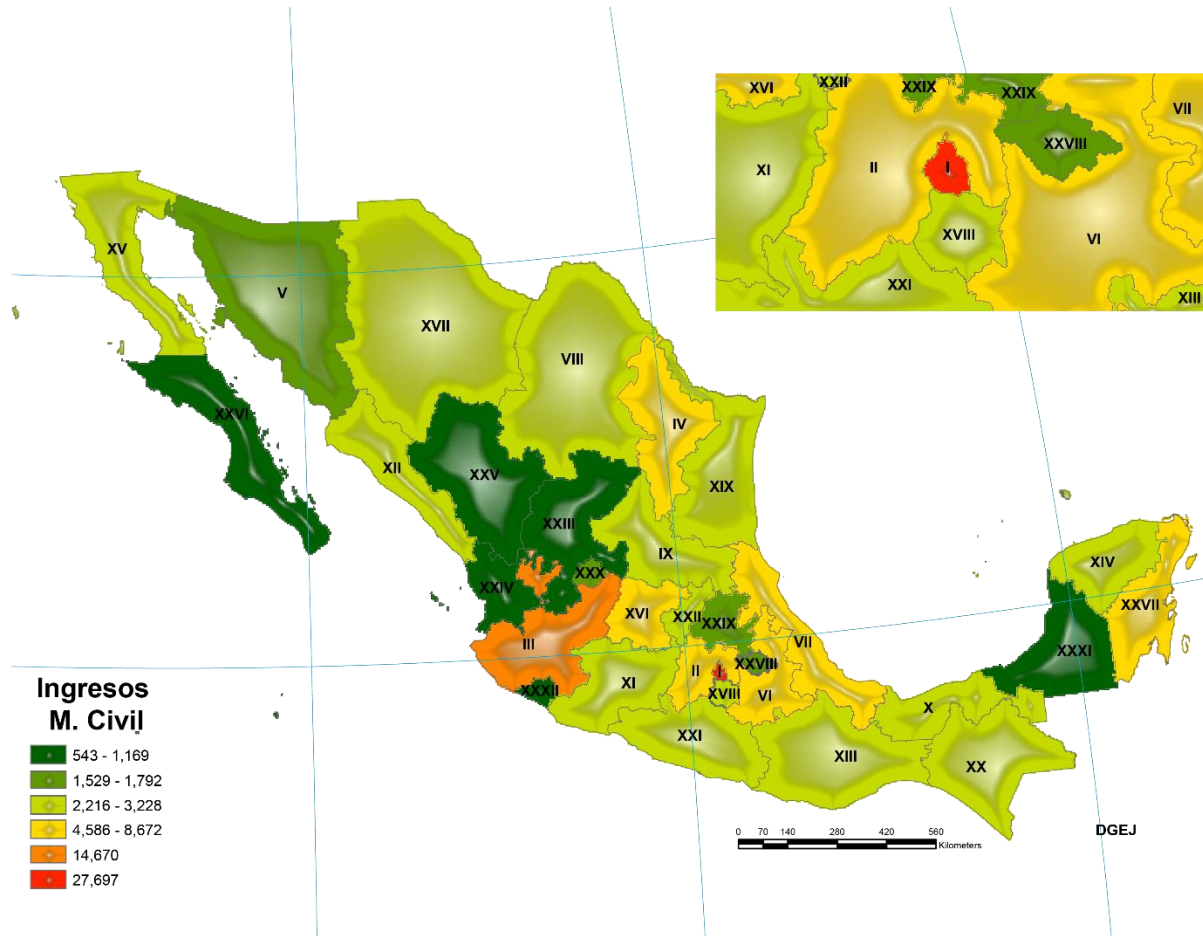 XVI
XXII
XXIX
XXIX
VII
XXVIII
XI
II
I
XVIII
VI
XXI
XIII
XV
V
XVII
VIII
IV
XXVI
XII
XXV
XIX
XXIII
IX
XIV
XXX
XXIV
XXVII
XVI
XXII
XXIX
III
VII
XXXI
XXVIII
II
I
XI
XVIII
VI
XXXII
X
XXI
XIII
XX
Ingresos
M. Civil
543 - 1,169
1,529 - 1,792
2,216 - 3,228
4,586 - 8,672
14,670
27,697
DGEJ
0 70 140 280 420 560
Kilometers